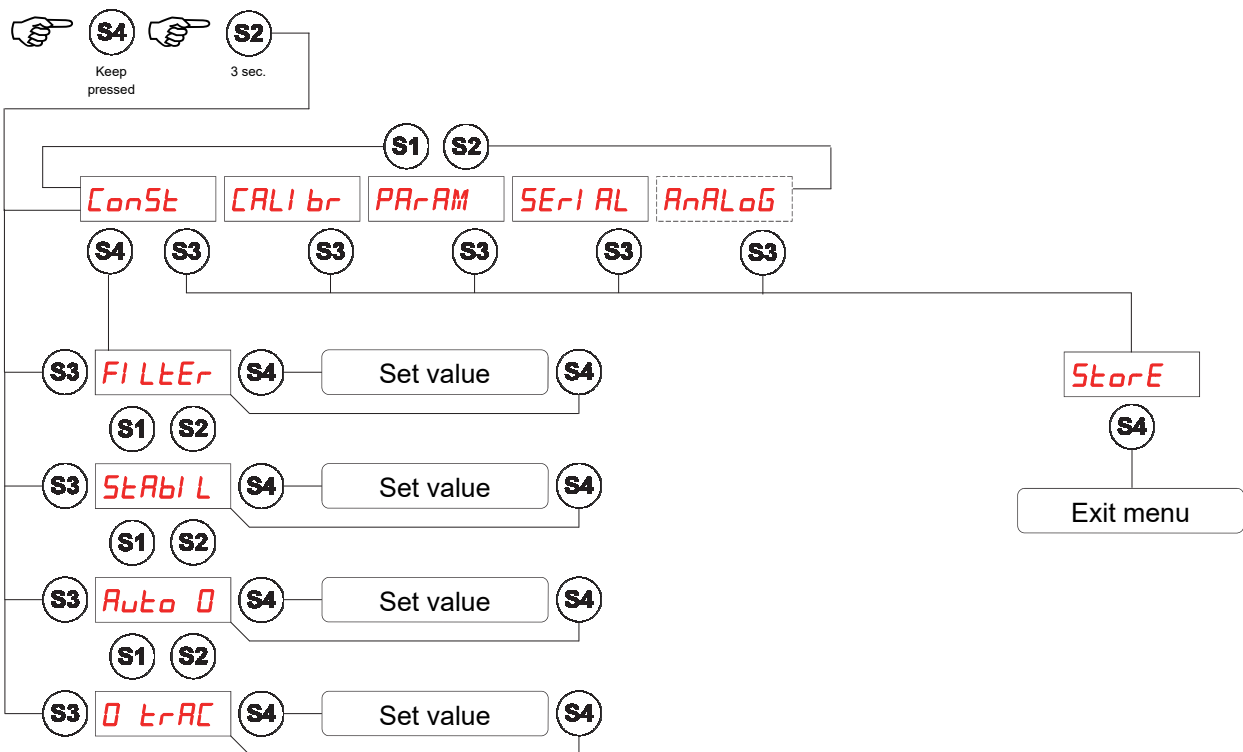 S4 S2
Keep pressed
3 sec.
S1 S2
ConSt CALIbr PArAM SErIAL AnALoG
S4 S3 S3 S3 S3 S3
S3 FILtEr S4 Set value S4
StorE
S1 S2
S4
S3 StAbIL S4 Set value S4
Exit menu
S1 S2
S3 Auto 0 S4 Set value S4
S1 S2
S3 0 trAC S4 Set value S4